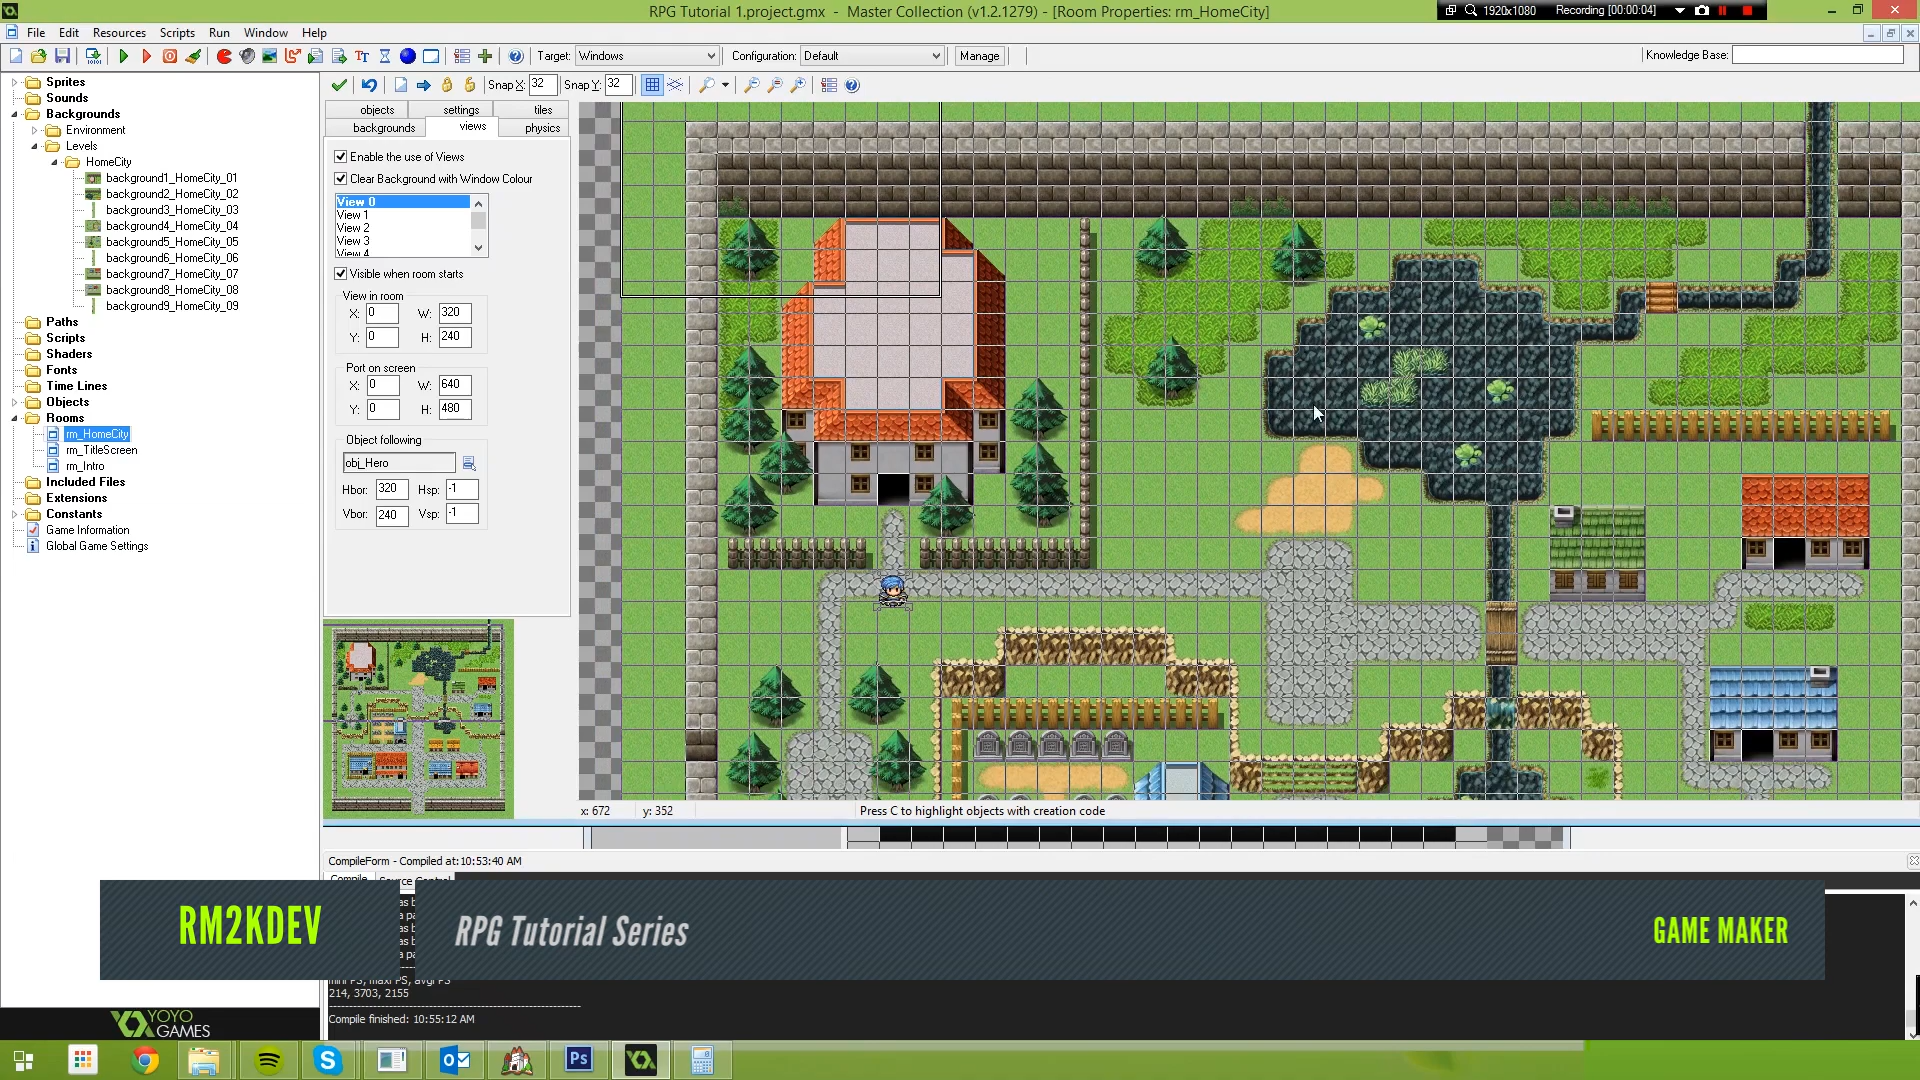 RPG Tutorial 1.project.gmx - Master Collection (v1.2.1279) - [Room Properties: rm_HomeCity]
1920x1080
Recording [00:00:04]
File Edit Resources Scripts Run Window Help
Target: Windows
Configuration: Default
Manage
Knowledge Base:
Sprites
Sounds
Backgrounds
Environment
Levels
HomeCity
background1_HomeCity_01
background2_HomeCity_02
background3_HomeCity_03
background4_HomeCity_04
background5_HomeCity_05
background6_HomeCity_06
background7_HomeCity_07
background8_HomeCity_08
background9_HomeCity_09
Paths
Scripts
Shaders
Fonts
Time Lines
Objects
Rooms
rm_HomeCity
rm_TitleScreen
rm_Intro
Included Files
Extensions
Constants
Game Information
Global Game Settings
YOYO
GAMES
Snap X: 32 Snap Y: 32
objects settings tiles
backgrounds views physics
Enable the use of Views
Clear Background with Window Colour
View 0
View 1
View 2
View 3
View 4
Visible when room starts
View in room
X: 0 W: 320
Y: 0 H: 240
Port on screen
X: 0 W: 640
Y: 0 H: 480
Object following
obj_Hero
Hbor: 320 Hsp: -1
Vbor: 240 Vsp: -1
x: 672 y: 352 Press C to highlight objects with creation code
CompileForm - Compiled at:10:53:40 AM
Compile Source Control
RM2KDEV
RPG Tutorial Series
GAME MAKER
214, 3703, 2155
Compile finished: 10:55:12 AM
Ps